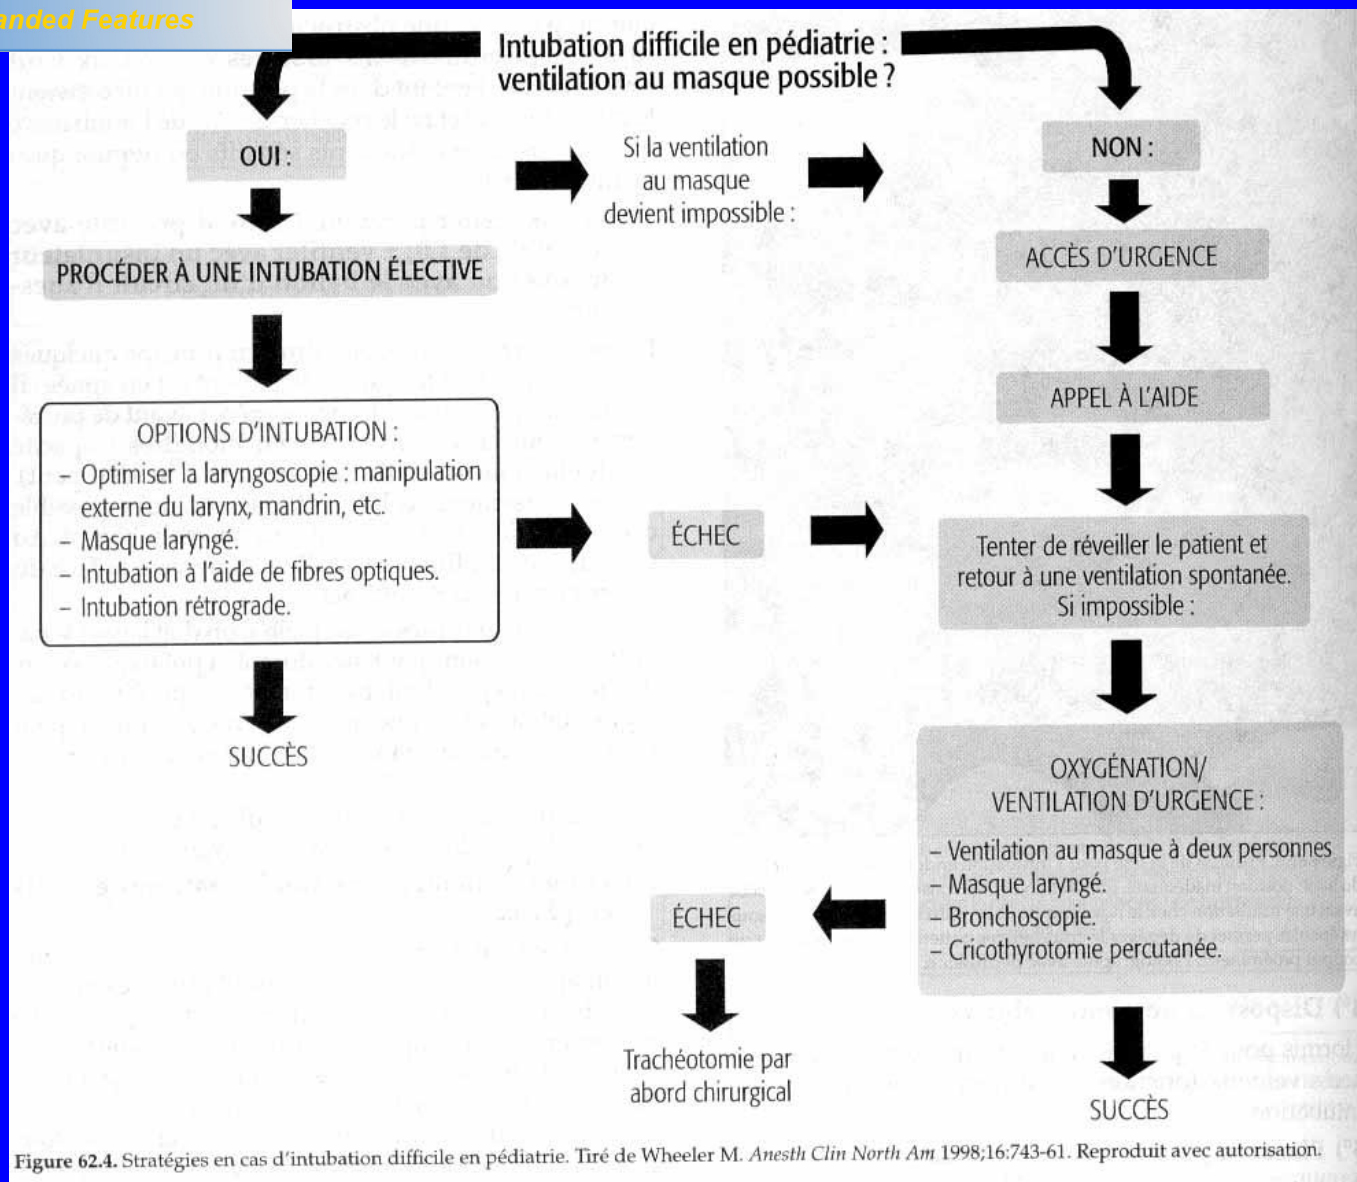 anded Features
Intubation difficile en pédiatrie :
ventilation au masque possible ?
OUI :
Si la ventilation
au masque
devient impossible :
NON :
PROCÉDER À UNE INTUBATION ÉLECTIVE
ACCÈS D'URGENCE
APPEL À L'AIDE
OPTIONS D'INTUBATION :
– Optimiser la laryngoscopie : manipulation
externe du larynx, mandrin, etc.
– Masque laryngé.
– Intubation à l'aide de fibres optiques.
– Intubation rétrograde.
ÉCHEC
Tenter de réveiller le patient et
retour à une ventilation spontanée.
Si impossible :
SUCCÈS
OXYGÉNATION/
VENTILATION D'URGENCE :
– Ventilation au masque à deux personnes
– Masque laryngé.
– Bronchoscopie.
– Cricothyrotomie percutanée.
ÉCHEC
Trachéotomie par
abord chirurgical
SUCCÈS
Figure 62.4. Stratégies en cas d'intubation difficile en pédiatrie. Tiré de Wheeler M. Anesth Clin North Am 1998;16:743-61. Reproduit avec autorisation.